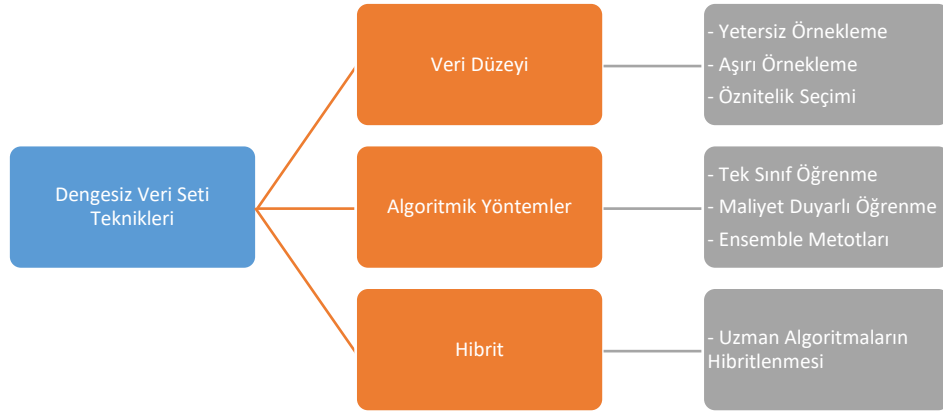 Dengesiz Veri Seti
Teknikleri
Veri Düzeyi
- Yetersiz Örnekleme
- Aşırı Örnekleme
- Öznitelik Seçimi
Algoritmik Yöntemler
- Tek Sınıf Öğrenme
- Maliyet Duyarlı Öğrenme
- Ensemble Metotları
Hibrit
- Uzman Algoritmaların
Hibritlenmesi